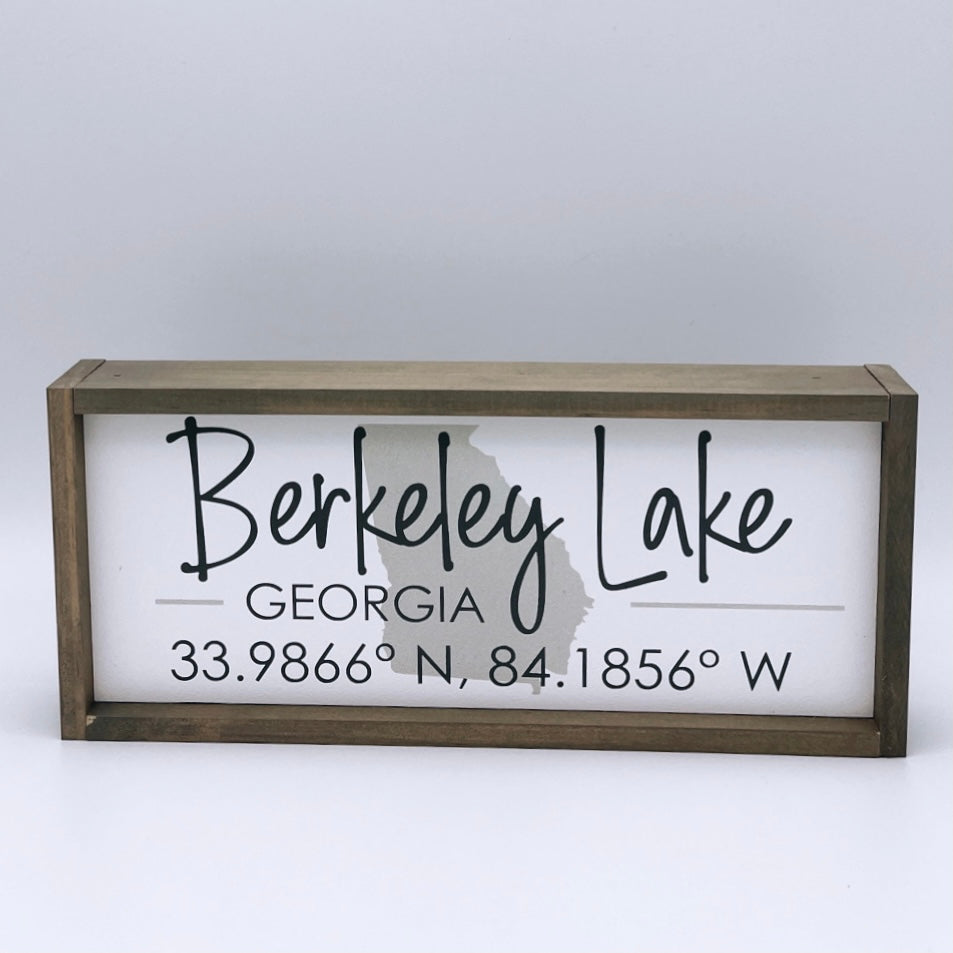 Berkeley Lake
GEORGIA
33.9866° N, 84.1856° W